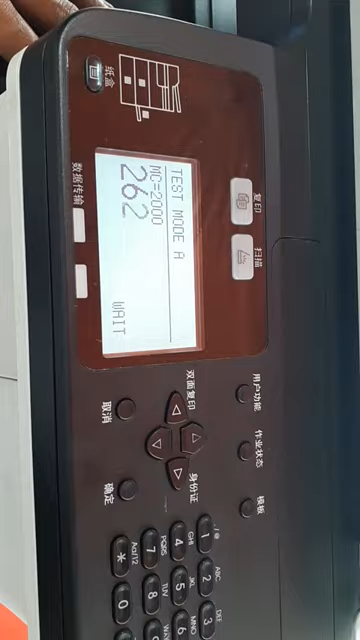 复印
扫描
纸盒
数据传输
TEST MODE A
MC=2000
262
WAIT
用户功能
作业状态
模板
双面复印
身份证
取消
确定
1 ./@
2 ABC
3 DEF
4 GHI
5 JKL
6 MNO
7 PQRS
8 TUV
* Aa/12
0